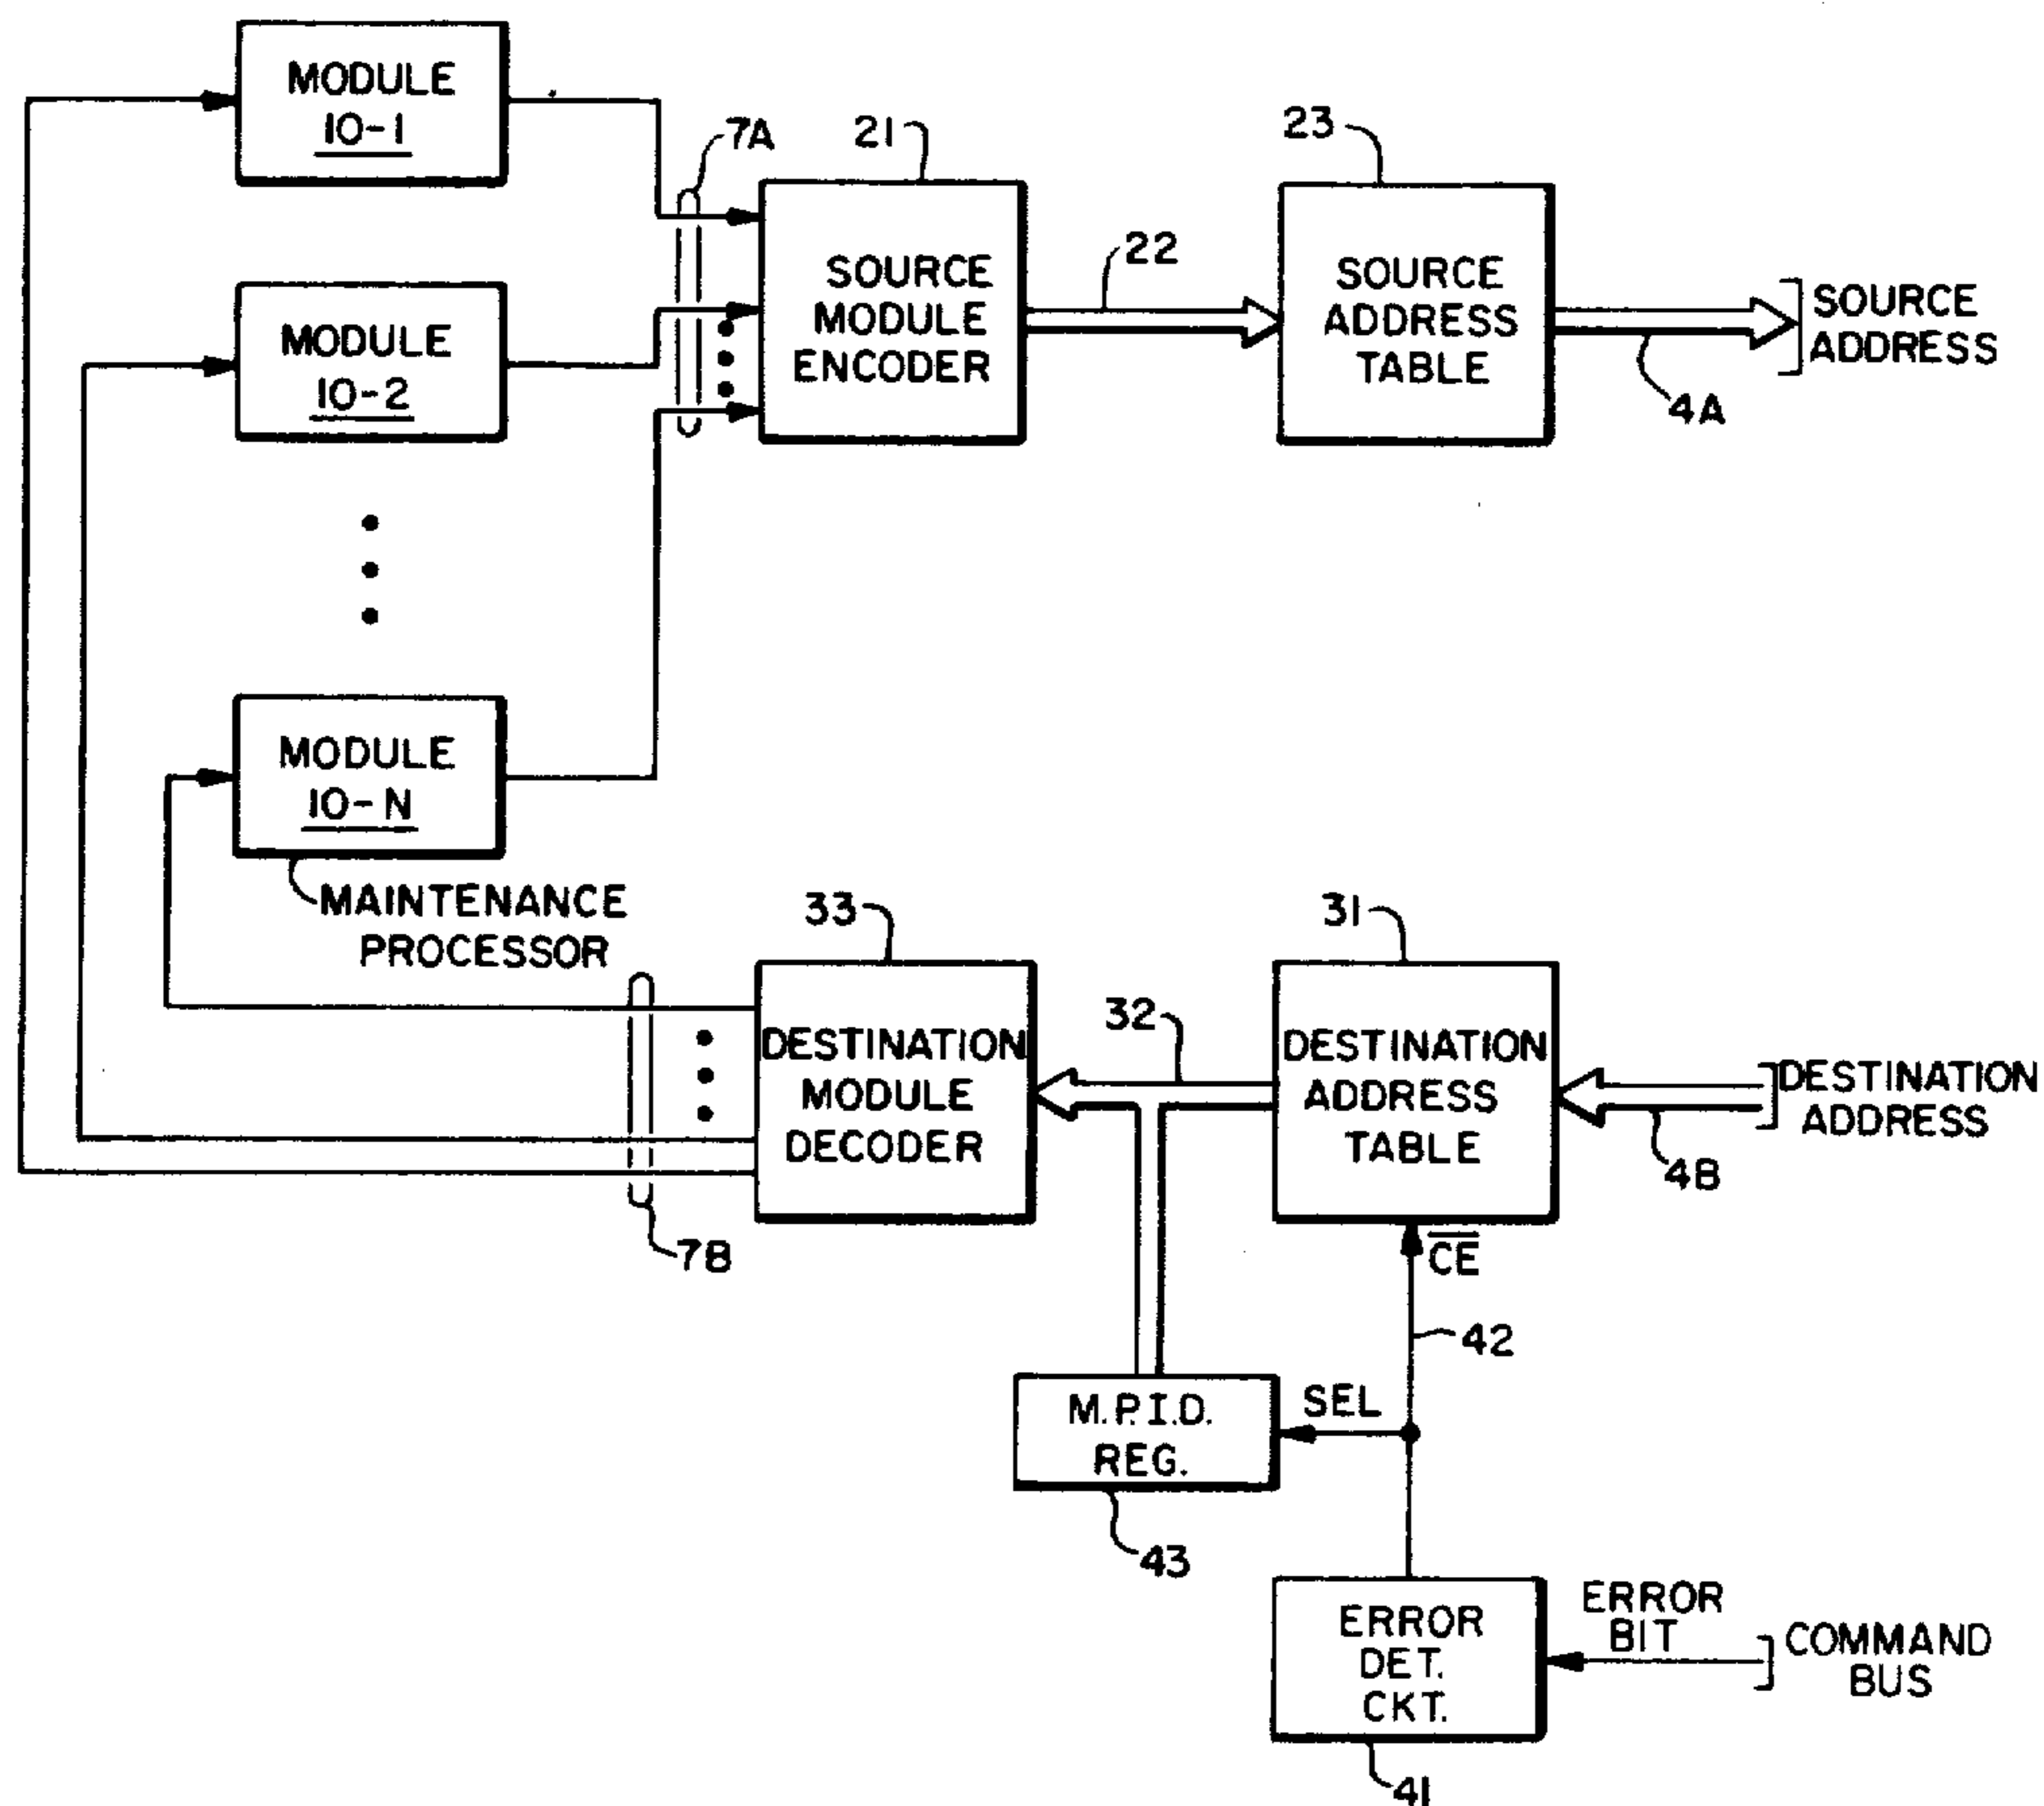 MODULE
10-1
7A
21
23
MODULE
10-2
SOURCE
MODULE
ENCODER
22
SOURCE
ADDRESS
TABLE
SOURCE
ADDRESS
4A
MODULE
10-N
MAINTENANCE
PROCESSOR
33
31
DESTINATION
MODULE
DECODER
32
DESTINATION
ADDRESS
TABLE
DESTINATION
ADDRESS
4B
7B
CE
42
M.P.I.D.
REG.
SEL
43
ERROR
DET.
CKT.
ERROR
BIT
COMMAND
BUS
41